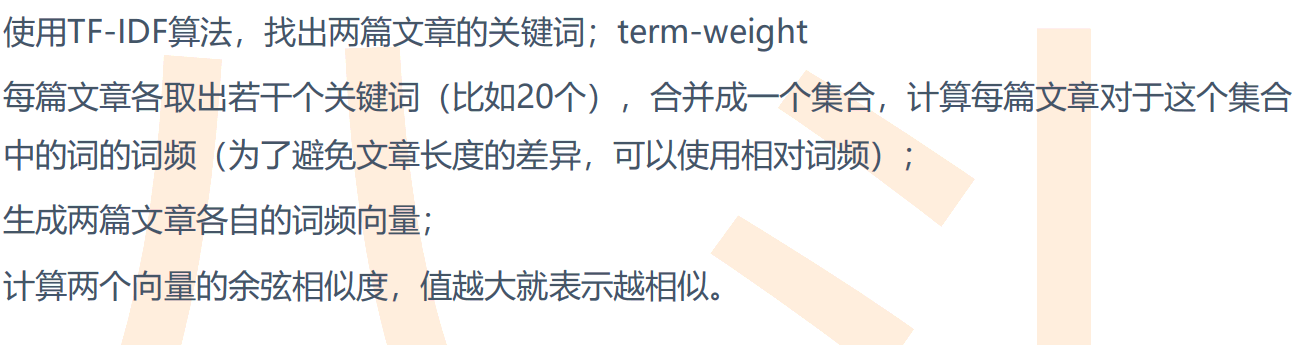 使用TF-IDF算法，找出两篇文章的关键词；term-weight
每篇文章各取出若干个关键词（比如20个），合并成一个集合，计算每篇文章对于这个集合
中的词的词频（为了避免文章长度的差异，可以使用相对词频）；
生成两篇文章各自的词频向量；
计算两个向量的余弦相似度，值越大就表示越相似。